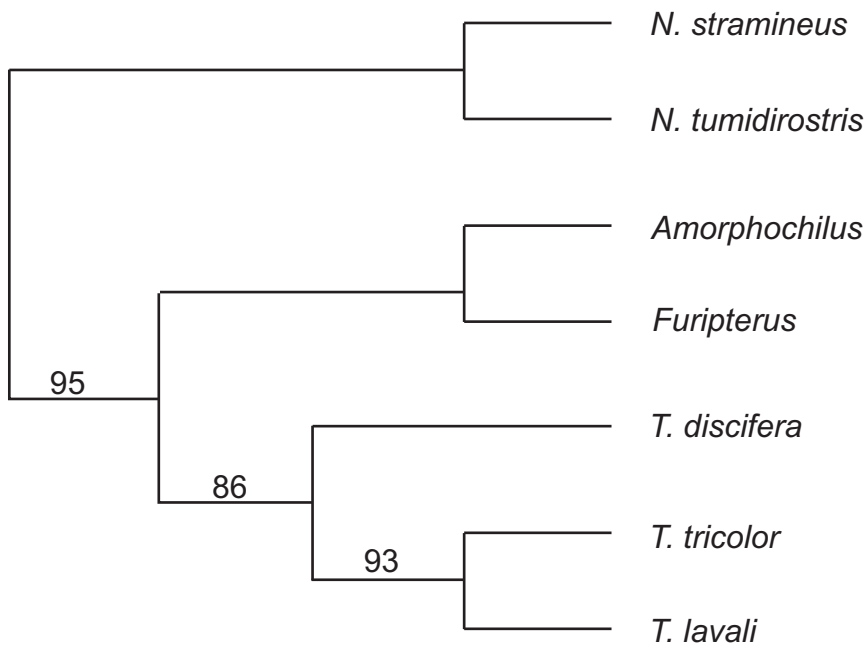 N. stramineus
N. tumidirostris
Amorphochilus
Furipterus
95
T. discifera
86
T. tricolor
93
T. lavali